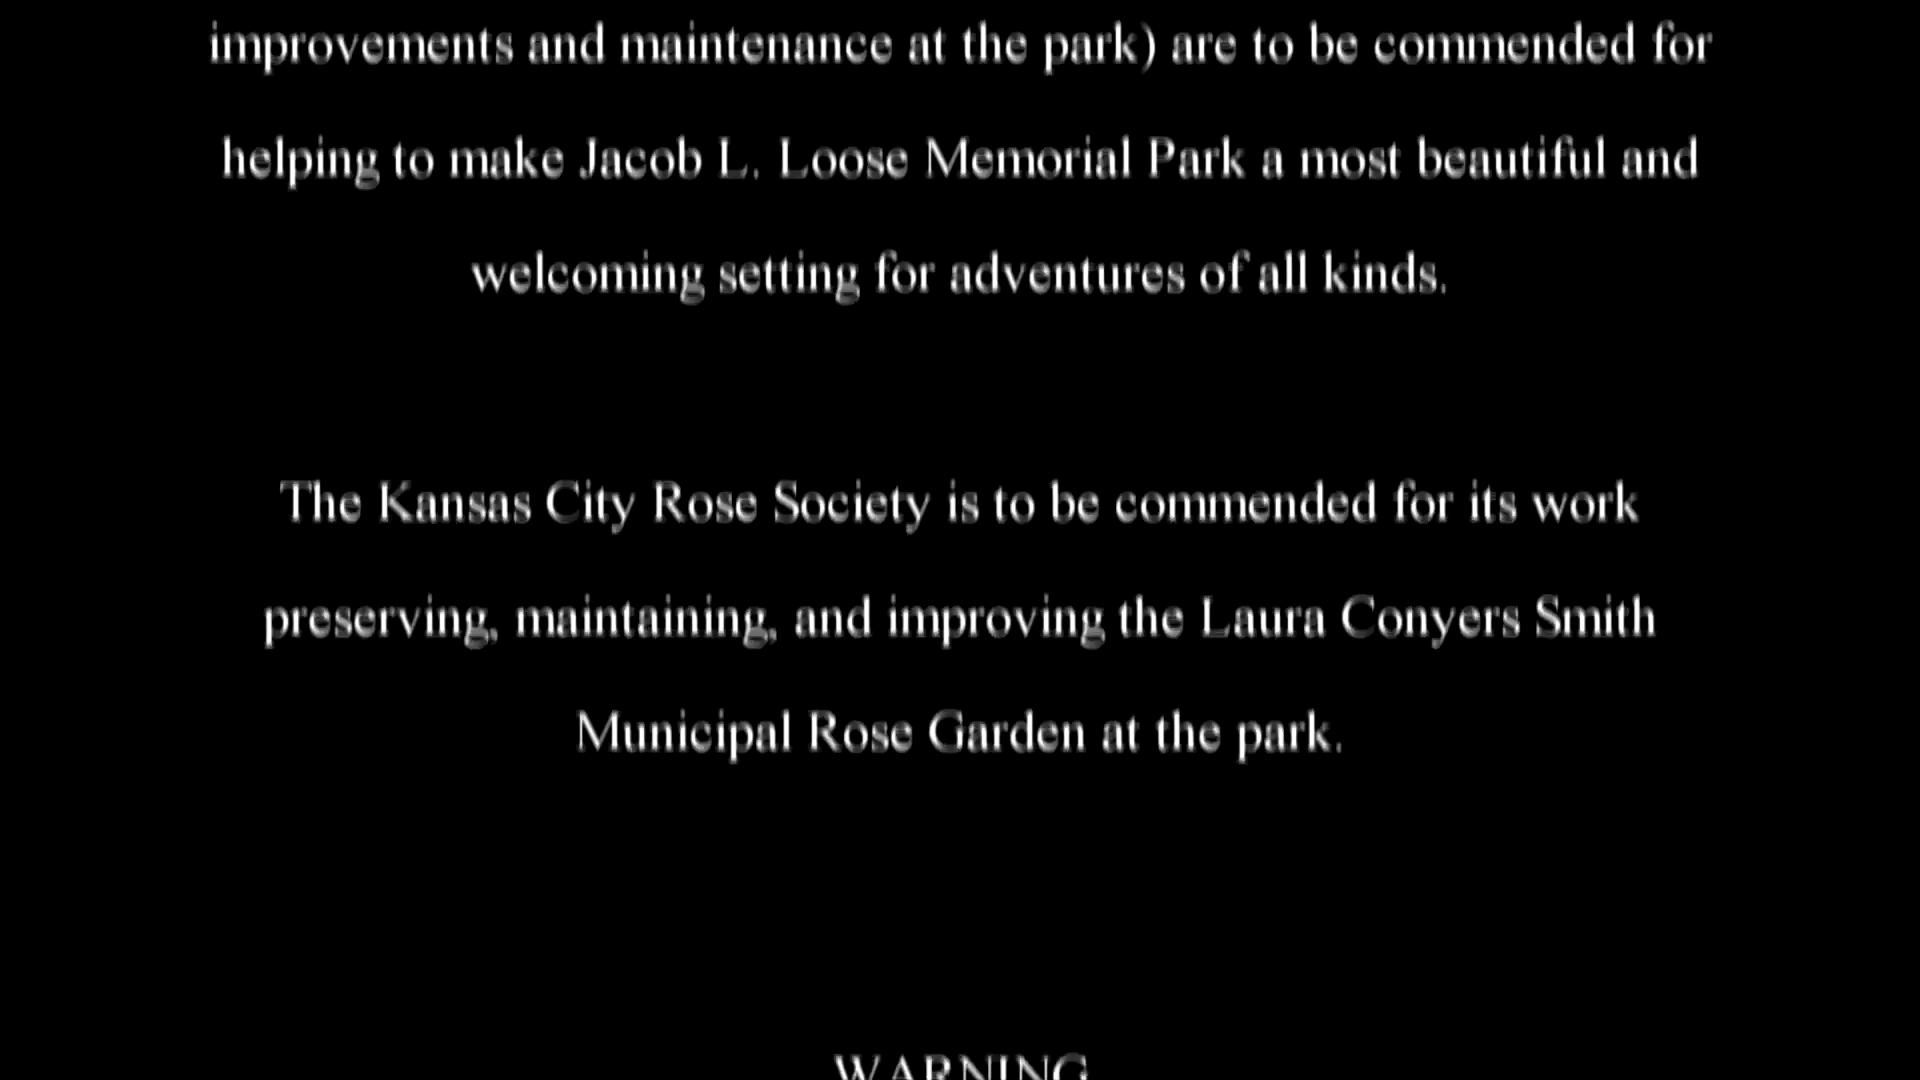 improvements and maintenance at the park) are to be commended for
helping to make Jacob L. Loose Memorial Park a most beautiful and
welcoming setting for adventures of all kinds.
The Kansas City Rose Society is to be commended for its work
preserving, maintaining, and improving the Laura Conyers Smith
Municipal Rose Garden at the park.
WARNING